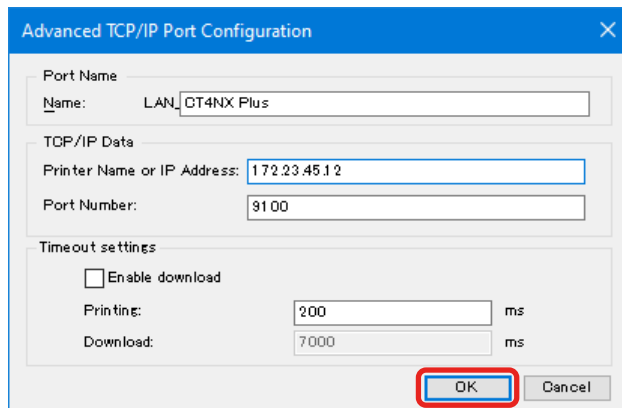 Advanced TCP/IP Port Configuration
Port Name
Name: LAN_ CT4NX Plus
TCP/IP Data
Printer Name or IP Address: 172.23.45.12
Port Number: 9100
Timeout settings
Enable download
Printing: 200 ms
Download: 7000 ms
OK Cancel